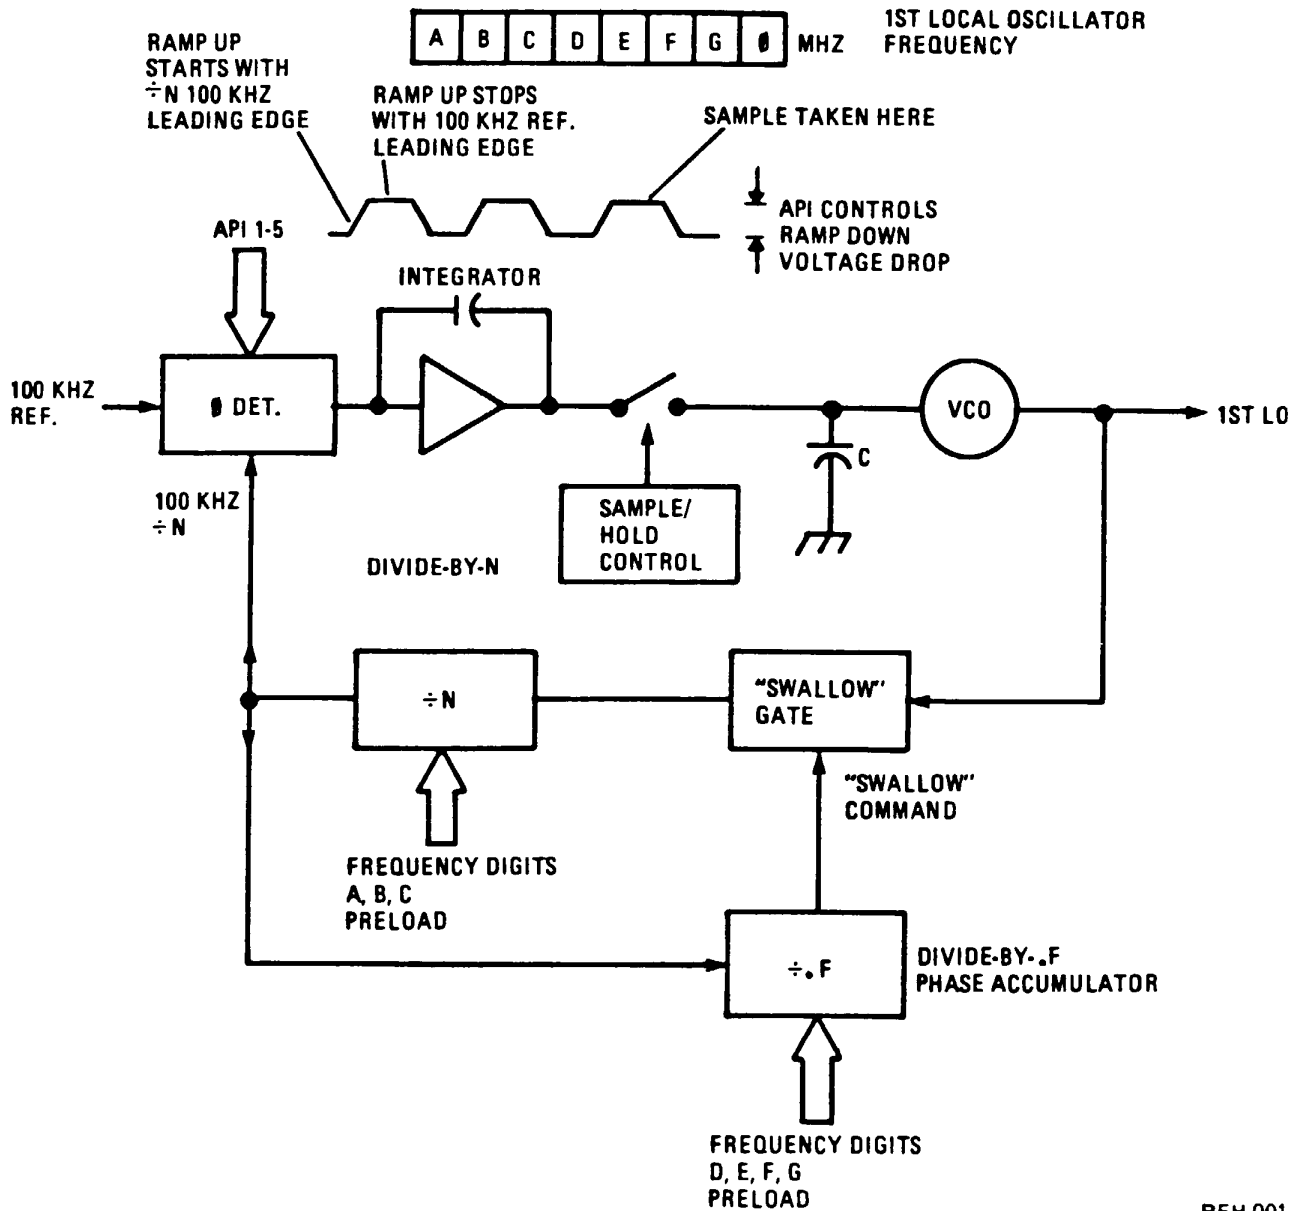 A B C D E F G 0 MHZ
1ST LOCAL OSCILLATOR
FREQUENCY
RAMP UP
STARTS WITH
÷N 100 KHZ
LEADING EDGE
RAMP UP STOPS
WITH 100 KHZ REF.
LEADING EDGE
SAMPLE TAKEN HERE
API CONTROLS
RAMP DOWN
VOLTAGE DROP
API 1-5
INTEGRATOR
100 KHZ
REF.
Ø DET.
VCO
1ST LO
C
100 KHZ
÷N
SAMPLE/
HOLD
CONTROL
DIVIDE-BY-N
÷N
"SWALLOW"
GATE
"SWALLOW"
COMMAND
FREQUENCY DIGITS
A, B, C
PRELOAD
÷.F
DIVIDE-BY-.F
PHASE ACCUMULATOR
FREQUENCY DIGITS
D, E, F, G
PRELOAD